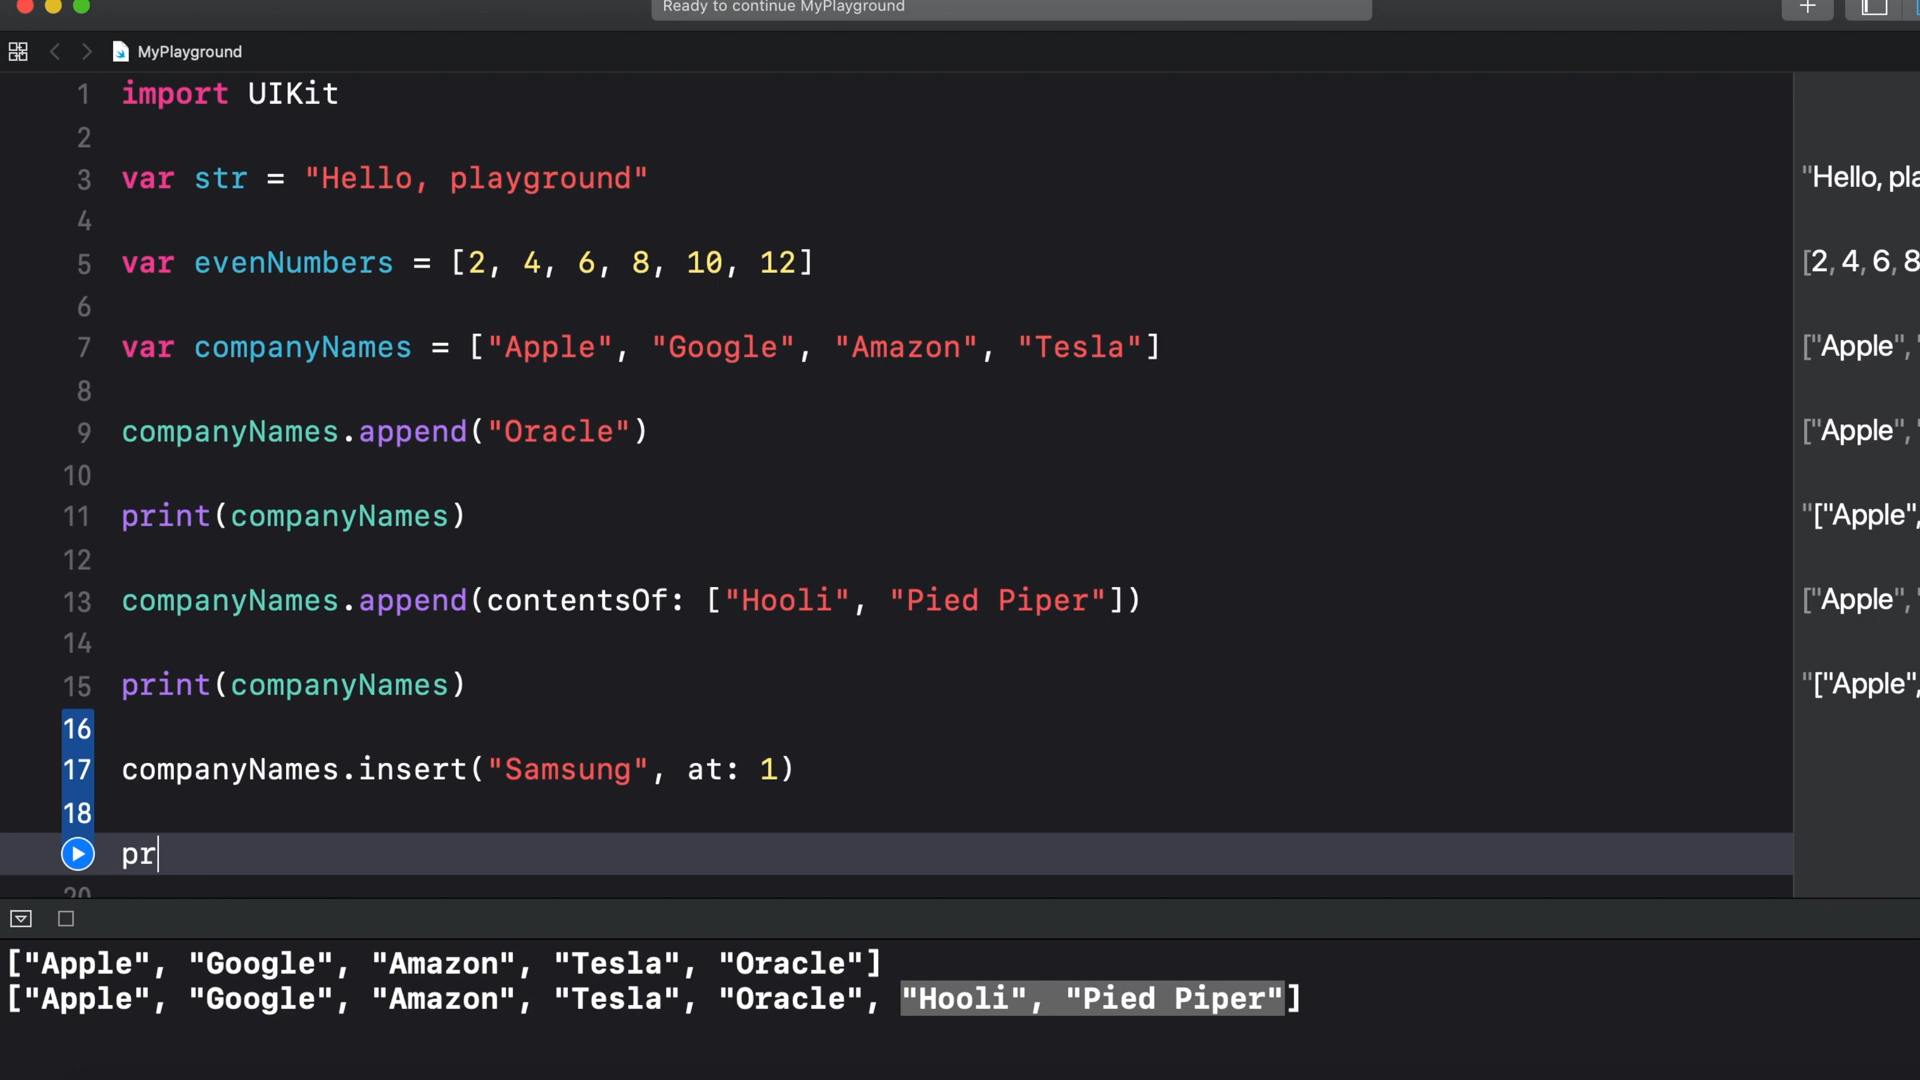 Ready to continue MyPlayground
MyPlayground
1 import UIKit
2
3 var str = "Hello, playground"
"Hello, pla
4
5 var evenNumbers = [2, 4, 6, 8, 10, 12]
[2, 4, 6, 8
6
7 var companyNames = ["Apple", "Google", "Amazon", "Tesla"]
["Apple", "
8
9 companyNames.append("Oracle")
["Apple", "
10
11 print(companyNames)
"["Apple",
12
13 companyNames.append(contentsOf: ["Hooli", "Pied Piper"])
["Apple", "
14
15 print(companyNames)
"["Apple",
16
17 companyNames.insert("Samsung", at: 1)
18
pr
20
["Apple", "Google", "Amazon", "Tesla", "Oracle"]
["Apple", "Google", "Amazon", "Tesla", "Oracle", "Hooli", "Pied Piper"]